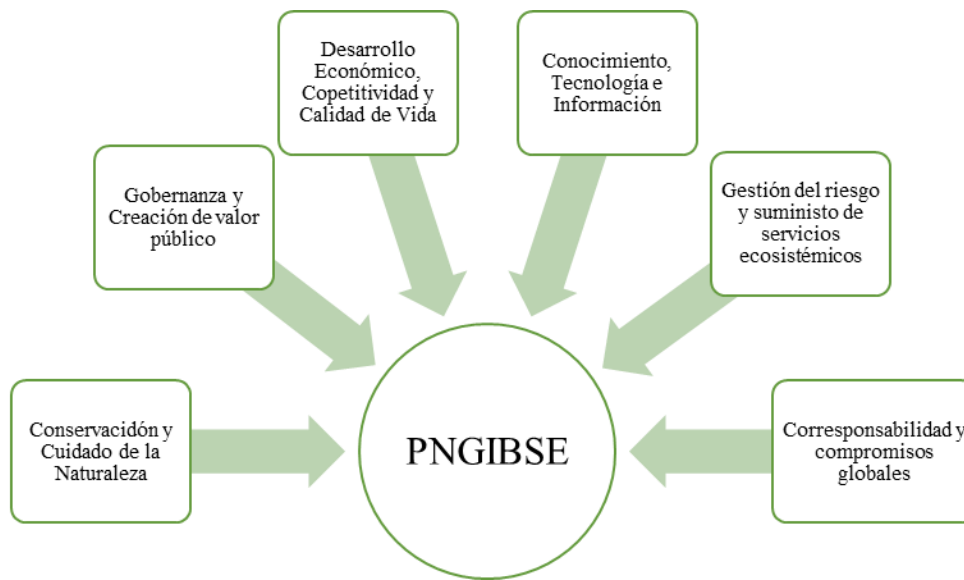 Desarrollo
Económico,
Copetitividad y
Calidad de Vida
Conocimiento,
Tecnología e
Información
Gobernanza y
Creación de valor
público
Gestión del riesgo
y suministo de
servicios
ecosistémicos
Conservacidón y
Cuidado de la
Naturaleza
PNGIBSE
Corresponsabilidad y
compromisos
globales